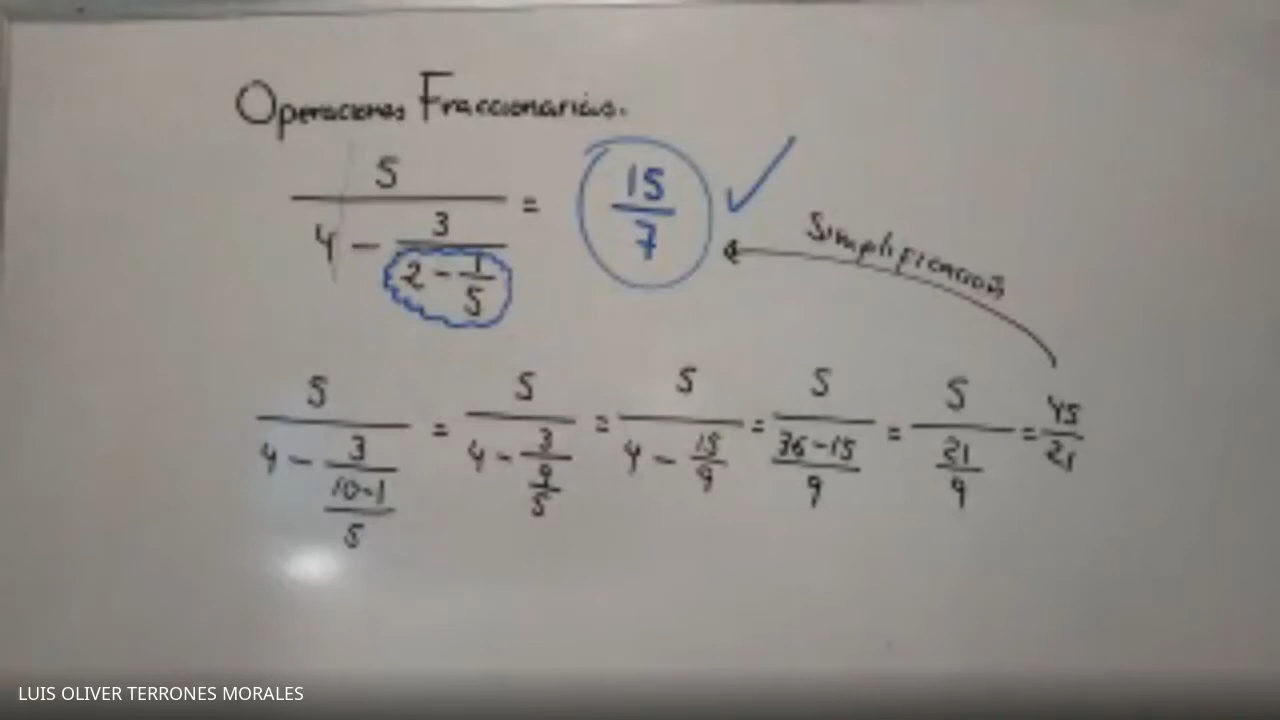 Operaciones Fraccionarias.
5
4 - 3
2 - 1
5
=
15
7
✓
Simplificación
5 = 5 = 5 = 5 = 5 = 45
4 - 3 4 - 3 4 - 15 36-15 21 21
10-1 9 9 9 9
5 5
LUIS OLIVER TERRONES MORALES